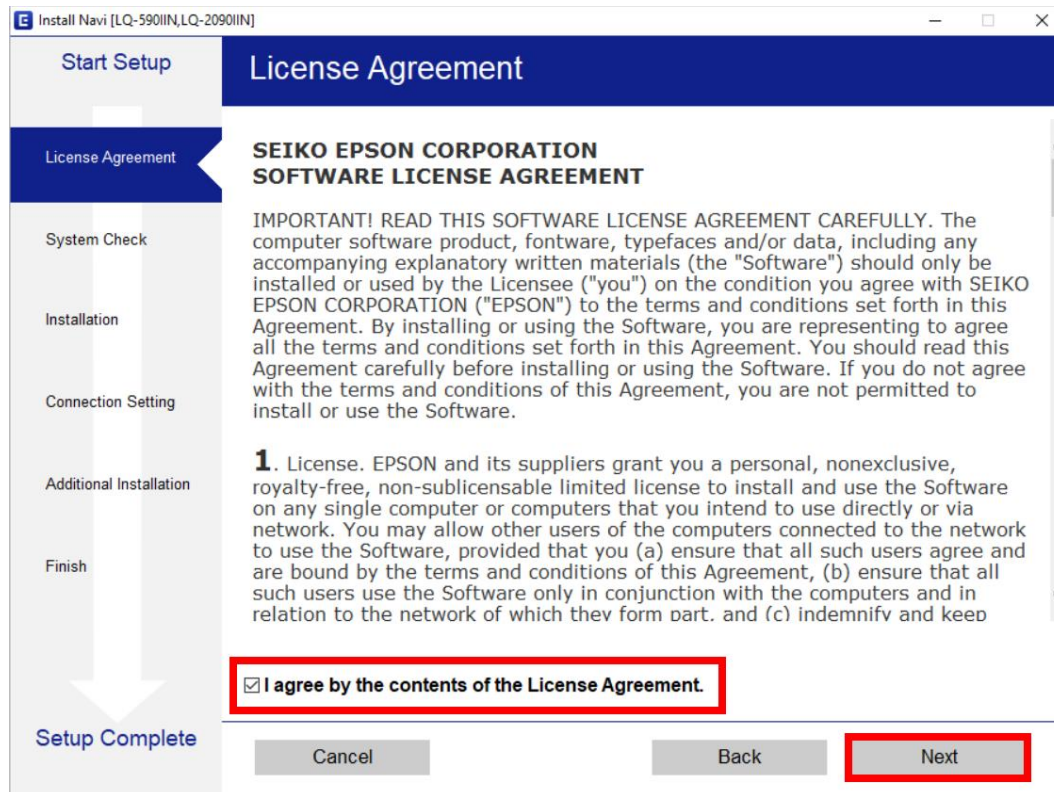 E Install Navi [LQ-590IIN,LQ-2090IIN]
Start Setup
License Agreement
System Check
Installation
Connection Setting
Additional Installation
Finish
Setup Complete
License Agreement
SEIKO EPSON CORPORATION
SOFTWARE LICENSE AGREEMENT
IMPORTANT! READ THIS SOFTWARE LICENSE AGREEMENT CAREFULLY. The
computer software product, fontware, typefaces and/or data, including any
accompanying explanatory written materials (the "Software") should only be
installed or used by the Licensee ("you") on the condition you agree with SEIKO
EPSON CORPORATION ("EPSON") to the terms and conditions set forth in this
Agreement. By installing or using the Software, you are representing to agree
all the terms and conditions set forth in this Agreement. You should read this
Agreement carefully before installing or using the Software. If you do not agree
with the terms and conditions of this Agreement, you are not permitted to
install or use the Software.
1. License. EPSON and its suppliers grant you a personal, nonexclusive,
royalty-free, non-sublicensable limited license to install and use the Software
on any single computer or computers that you intend to use directly or via
network. You may allow other users of the computers connected to the network
to use the Software, provided that you (a) ensure that all such users agree and
are bound by the terms and conditions of this Agreement, (b) ensure that all
such users use the Software only in conjunction with the computers and in
relation to the network of which they form part, and (c) indemnify and keep
I agree by the contents of the License Agreement.
Cancel
Back
Next